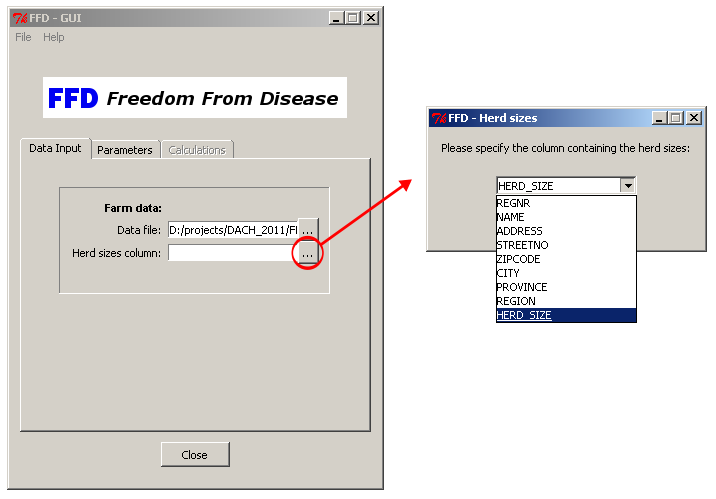 FFD - GUI
File Help
FFD Freedom From Disease
Data Input Parameters Calculations
Farm data:
Data file: D:/projects/DACH_2011/FI ...
Herd sizes column: ...
Close
FFD - Herd sizes
Please specify the column containing the herd sizes:
HERD_SIZE
REGNR
NAME
ADDRESS
STREETNO
ZIPCODE
CITY
PROVINCE
REGION
HERD_SIZE